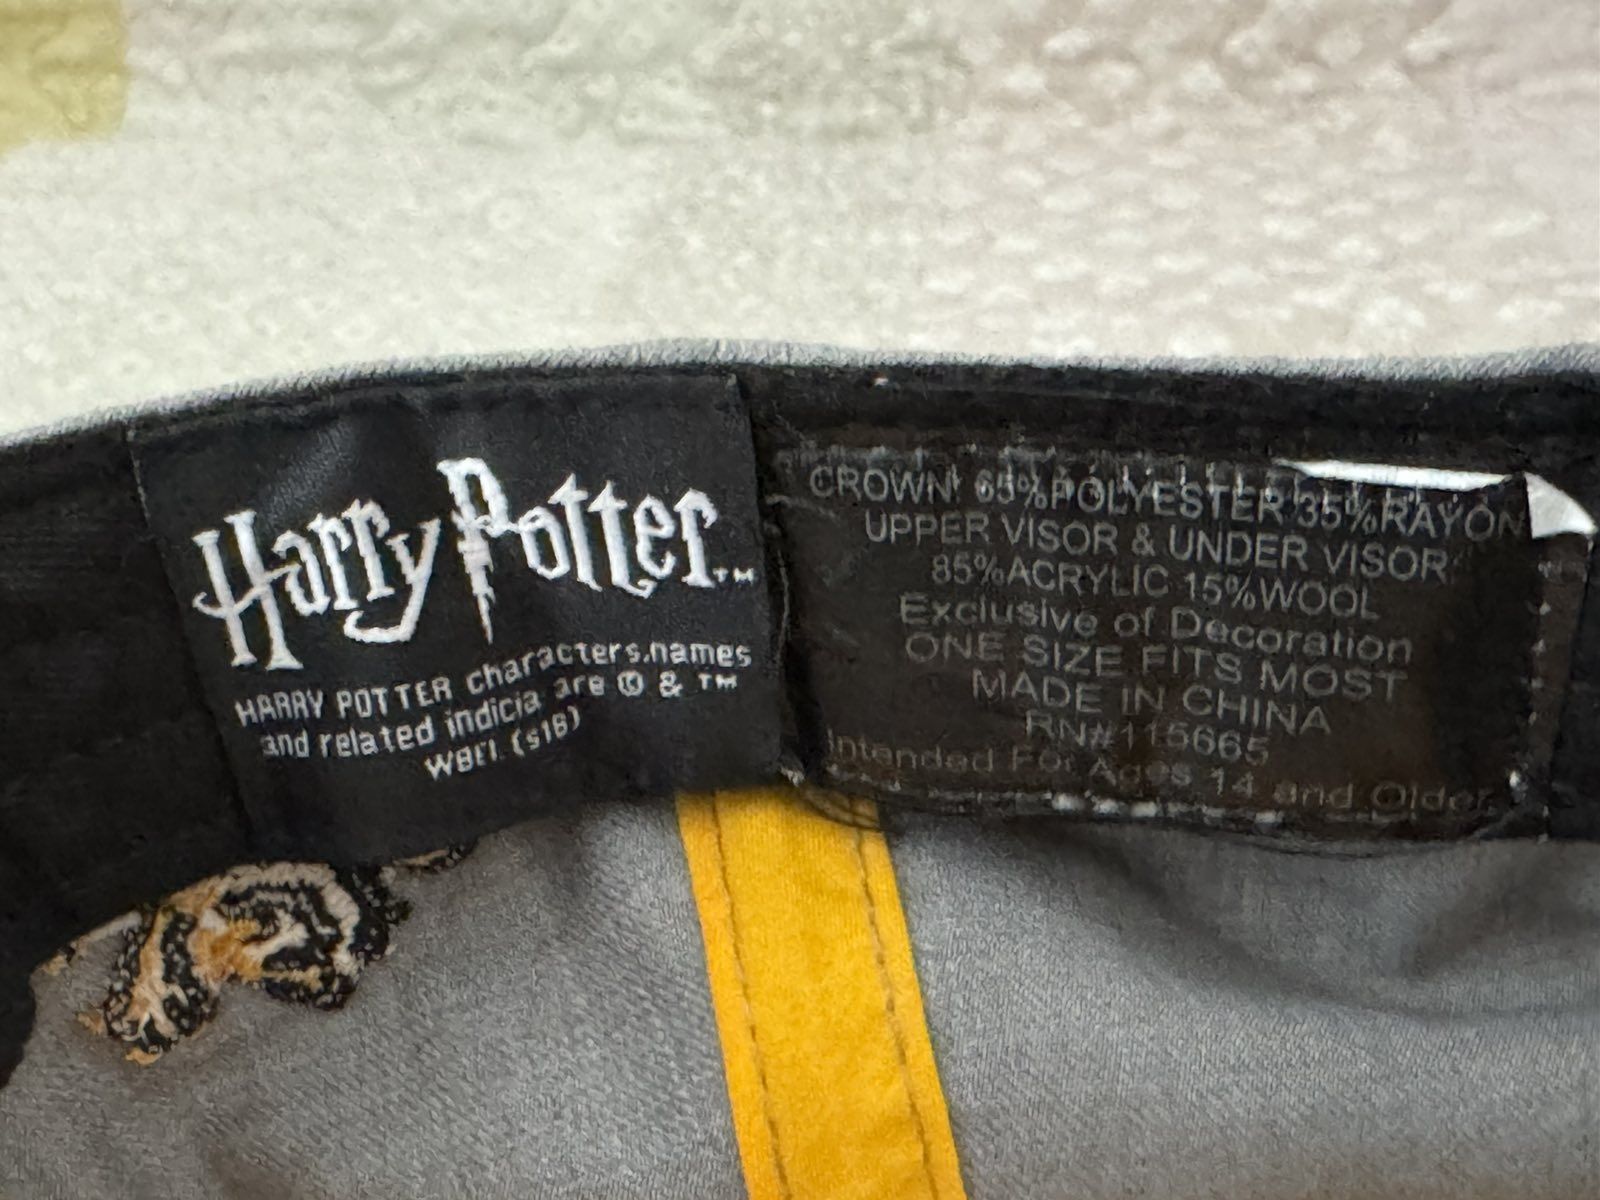 Harry Potter™
HARRY POTTER characters,names
and related indicia are © & ™
WBEI. (s16)
CROWN: 65%POLYESTER 35%RAYON
UPPER VISOR & UNDER VISOR
85%ACRYLIC 15%WOOL
Exclusive of Decoration
ONE SIZE FITS MOST
MADE IN CHINA
RN#115665
Intended For Ages 14 and Older